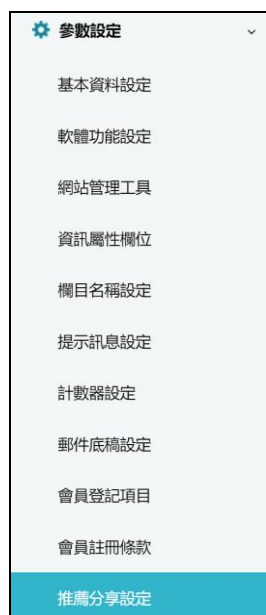 參數設定
基本資料設定
軟體功能設定
網站管理工具
資訊屬性欄位
欄目名稱設定
提示訊息設定
計數器設定
郵件底稿設定
會員登記項目
會員註冊條款
推薦分享設定